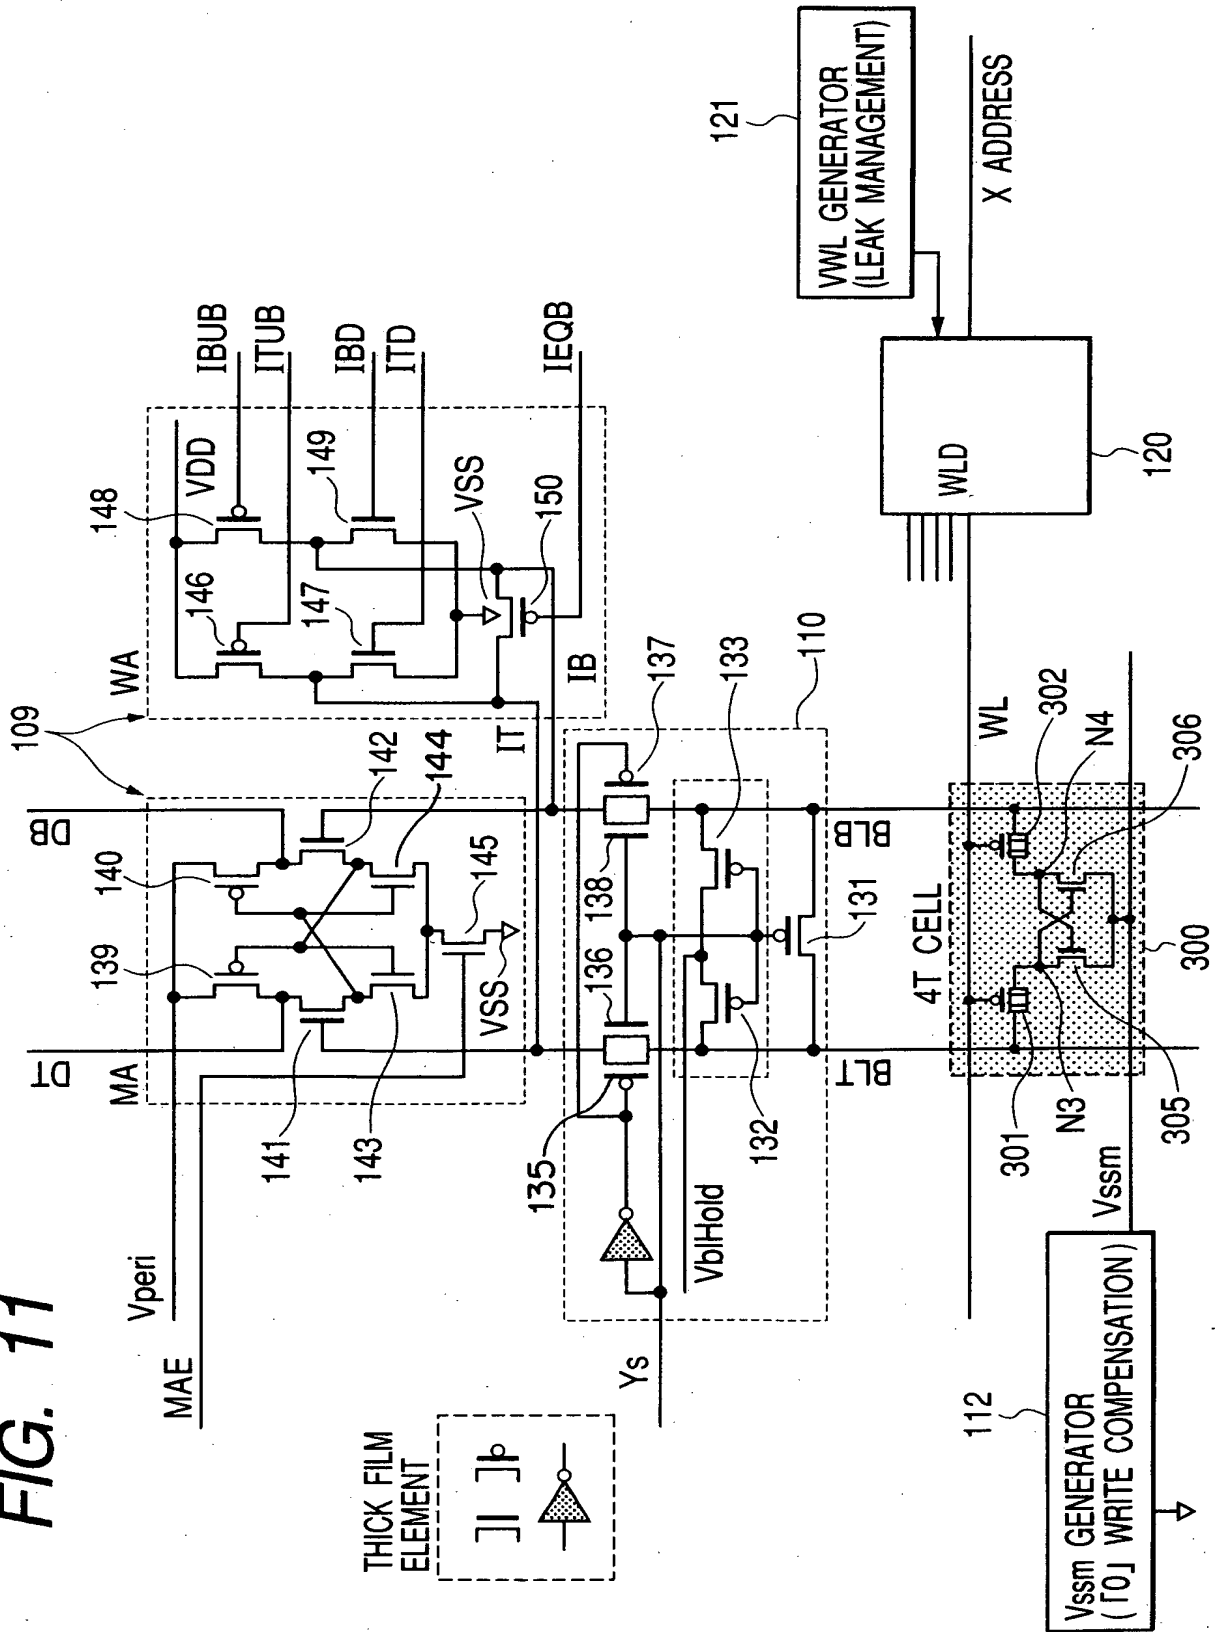 FIG. 11
109
DT
DB
MA
139
140
141
142
143
144
145
VSS
Vperi
MAE
WA
VDD
146
147
148
149
VSS
150
IT
IB
IBUB
ITUB
IBD
ITD
IEQB
THICK FILM
ELEMENT
Ys
VblHold
135
136
138
137
132
133
131
110
BLT
BLB
4T CELL
WL
301
302
N3
N4
305
306
300
Vssm
112
Vssm GENERATOR
(「0」 WRITE COMPENSATION)
WLD
120
121
VWL GENERATOR
(LEAK MANAGEMENT)
X ADDRESS